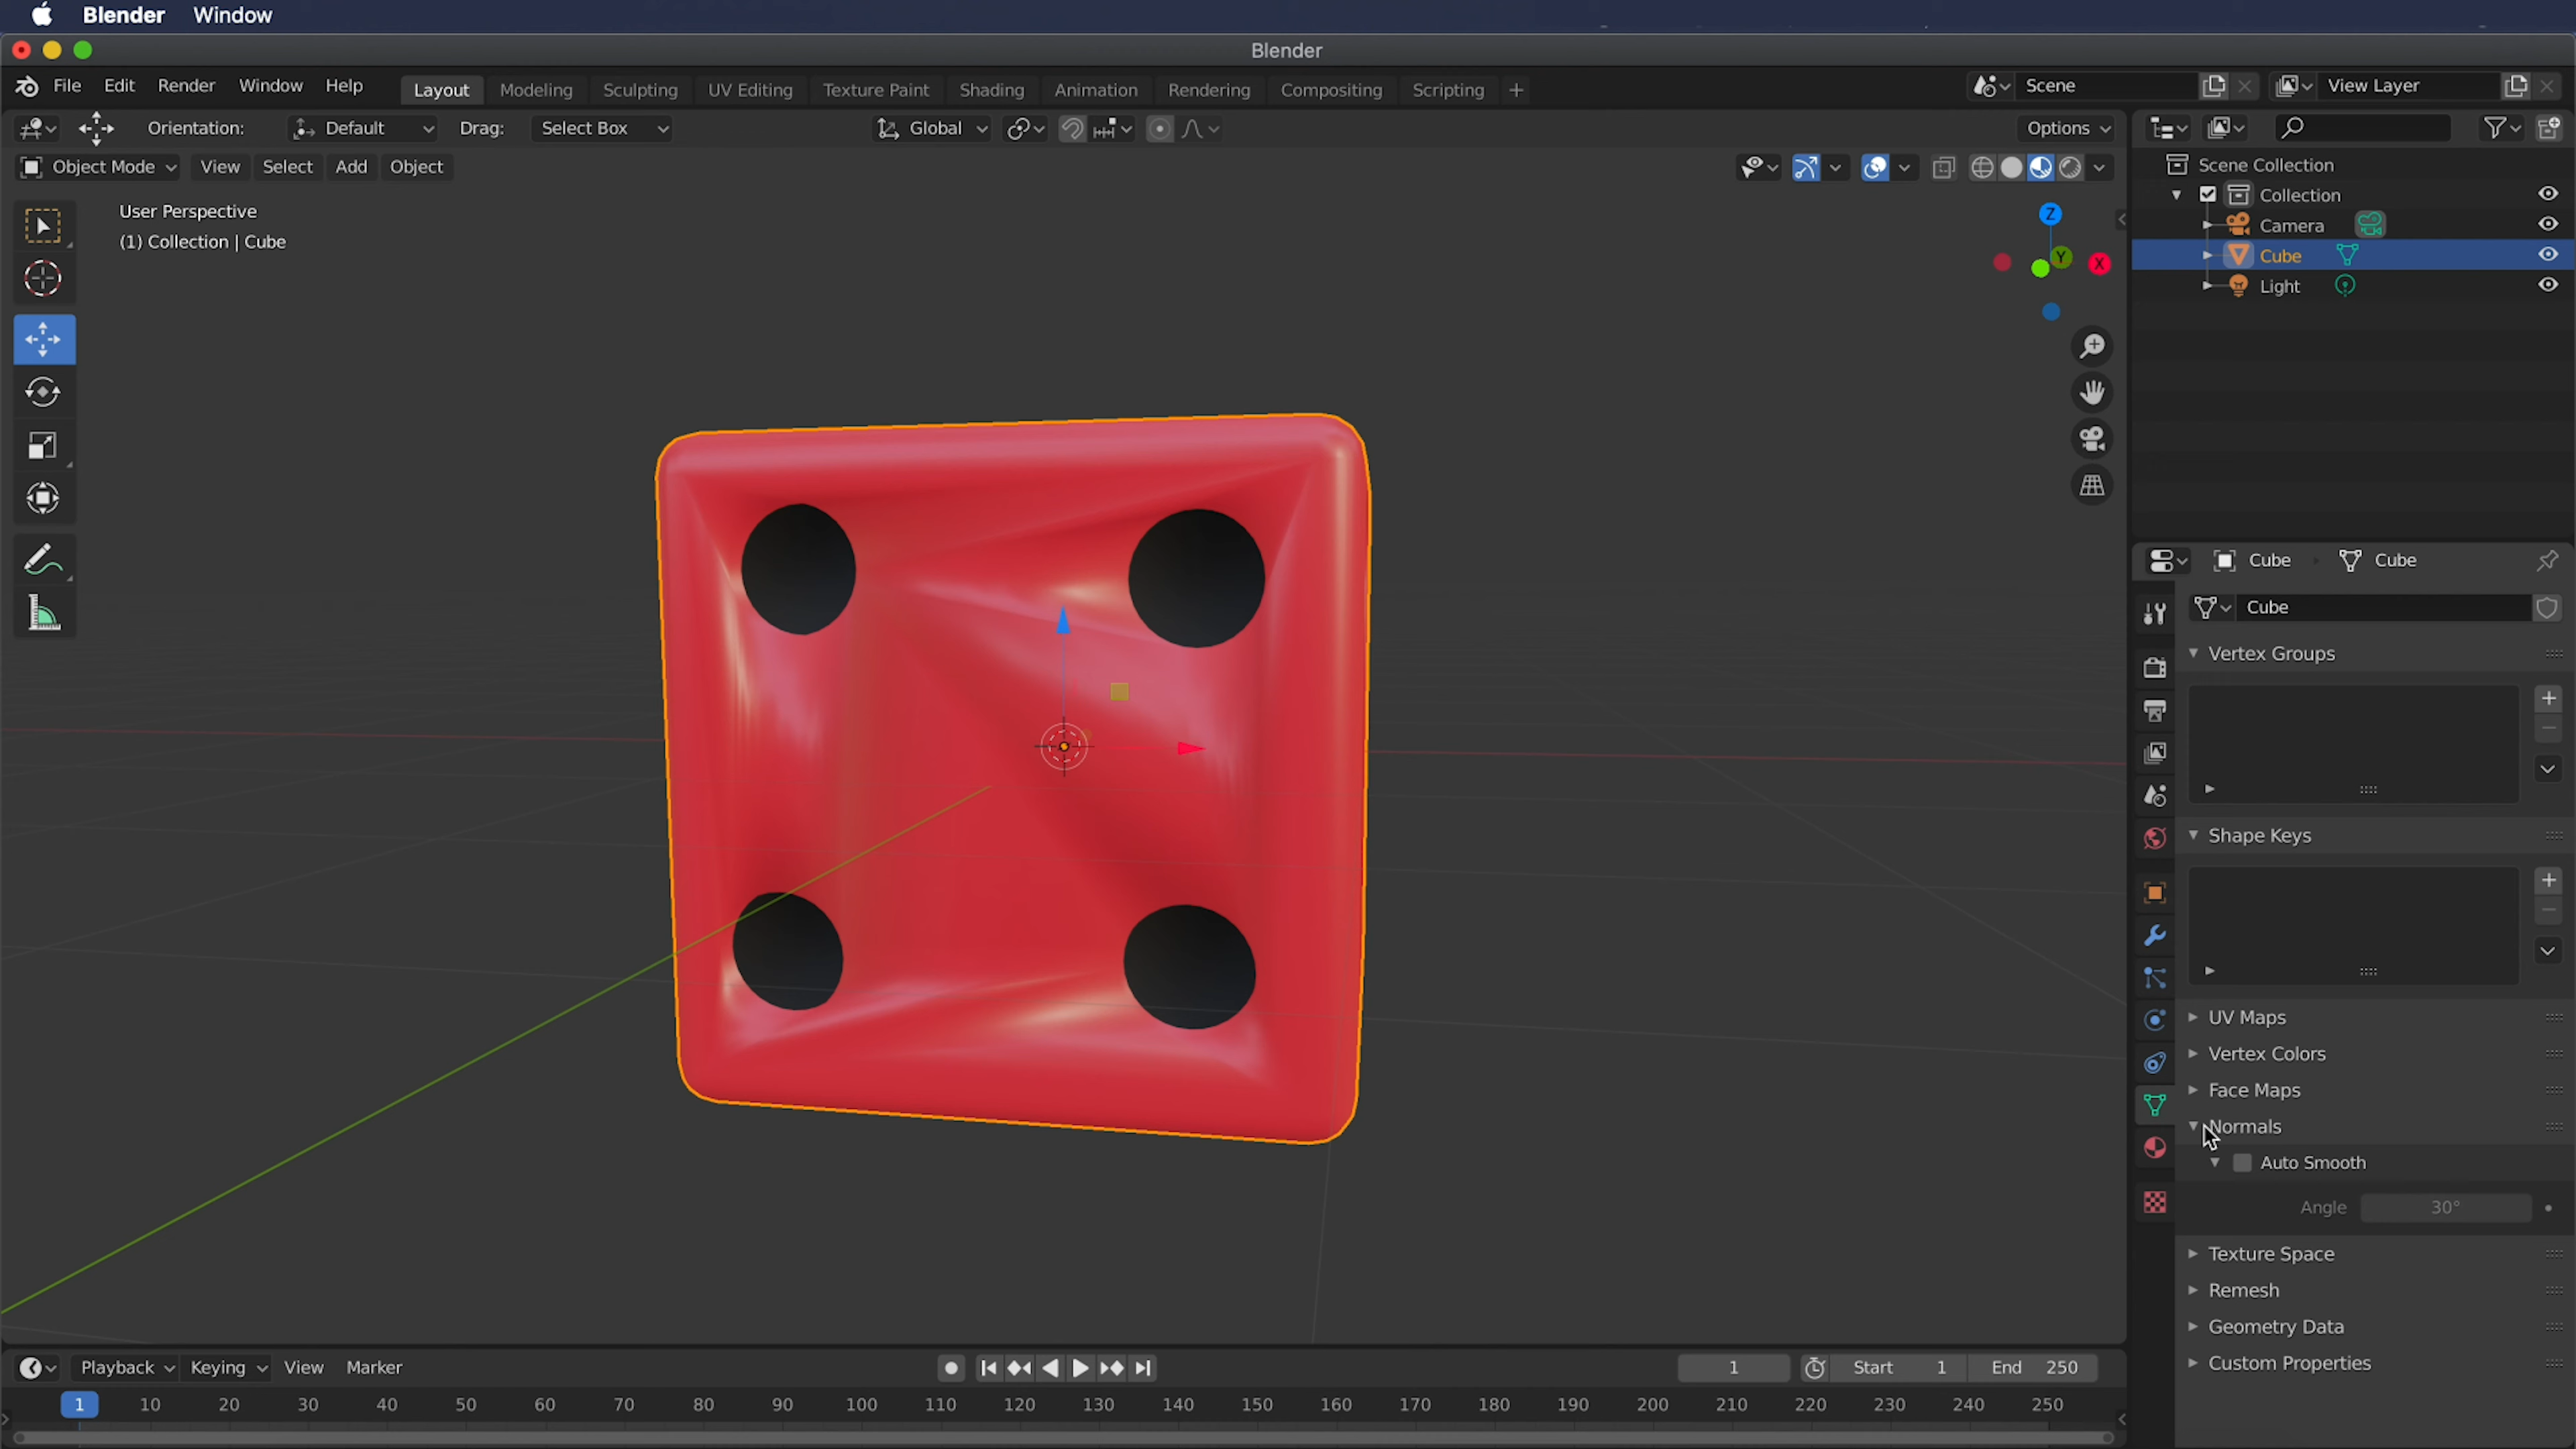 Blender Window
Blender
File Edit Render Window Help Layout Modeling Sculpting UV Editing Texture Paint Shading Animation Rendering Compositing Scripting + Scene View Layer
Orientation: Default Drag: Select Box Global Options
Object Mode View Select Add Object
User Perspective
(1) Collection | Cube
Z
Y
X
Scene Collection
Collection
Camera
Cube
Light
Cube Cube
Cube
Vertex Groups
Shape Keys
UV Maps
Vertex Colors
Face Maps
Normals
Auto Smooth
Angle 30°
Texture Space
Remesh
Geometry Data
Custom Properties
Playback Keying View Marker 1 Start 1 End 250
1 10 20 30 40 50 60 70 80 90 100 110 120 130 140 150 160 170 180 190 200 210 220 230 240 250